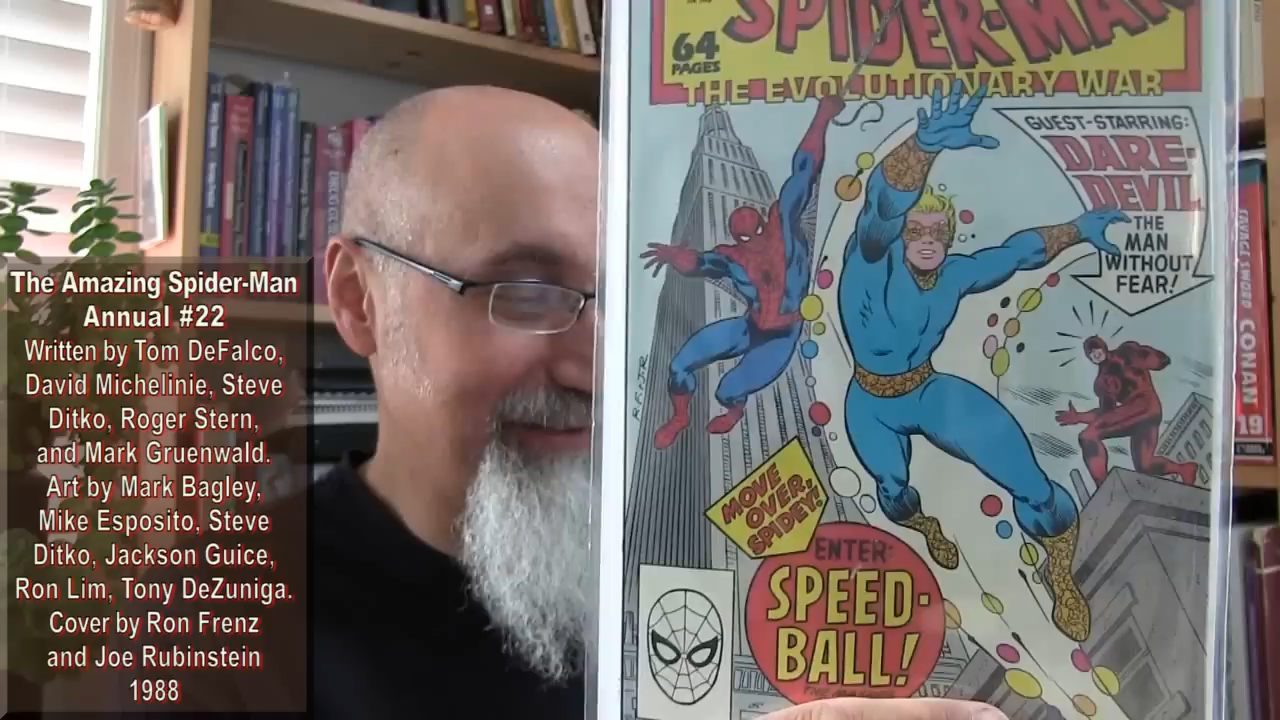 The Amazing Spider-Man
Annual #22
Written by Tom DeFalco,
David Michelinie, Steve
Ditko, Roger Stern,
and Mark Gruenwald.
Art by Mark Bagley,
Mike Esposito, Steve
Ditko, Jackson Guice,
Ron Lim, Tony DeZuniga.
Cover by Ron Frenz
and Joe Rubinstein
1988
SPIDER-MAN
64
PAGES
THE EVOLUTIONARY WAR
GUEST-STARRING:
DARE-
DEVIL
THE
MAN
WITHOUT
FEAR!
MOVE
OVER,
SPIDEY!
ENTER:
SPEED-
BALL!
SAVAGE SWORD CONAN
19